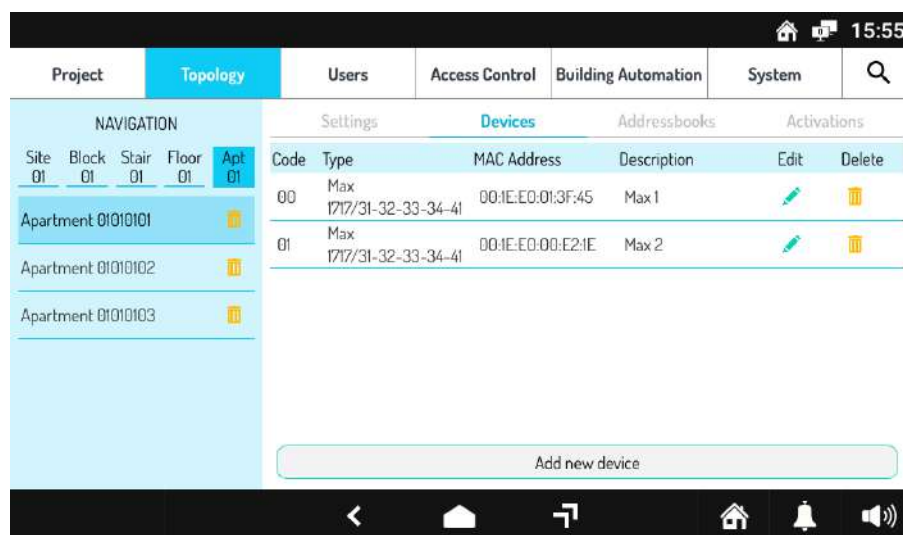 15:55
Project Topology Users Access Control Building Automation System
NAVIGATION
Settings Devices Addressbooks Activations
Site Block Stair Floor Apt
01 01 01 01 01
Code Type MAC Address Description Edit Delete
00 Max 1717/31-32-33-34-41 00:1E:E0:01:3F:45 Max 1
01 Max 1717/31-32-33-34-41 00:1E:E0:00:E2:1E Max 2
Apartment 01010101
Apartment 01010102
Apartment 01010103
Add new device